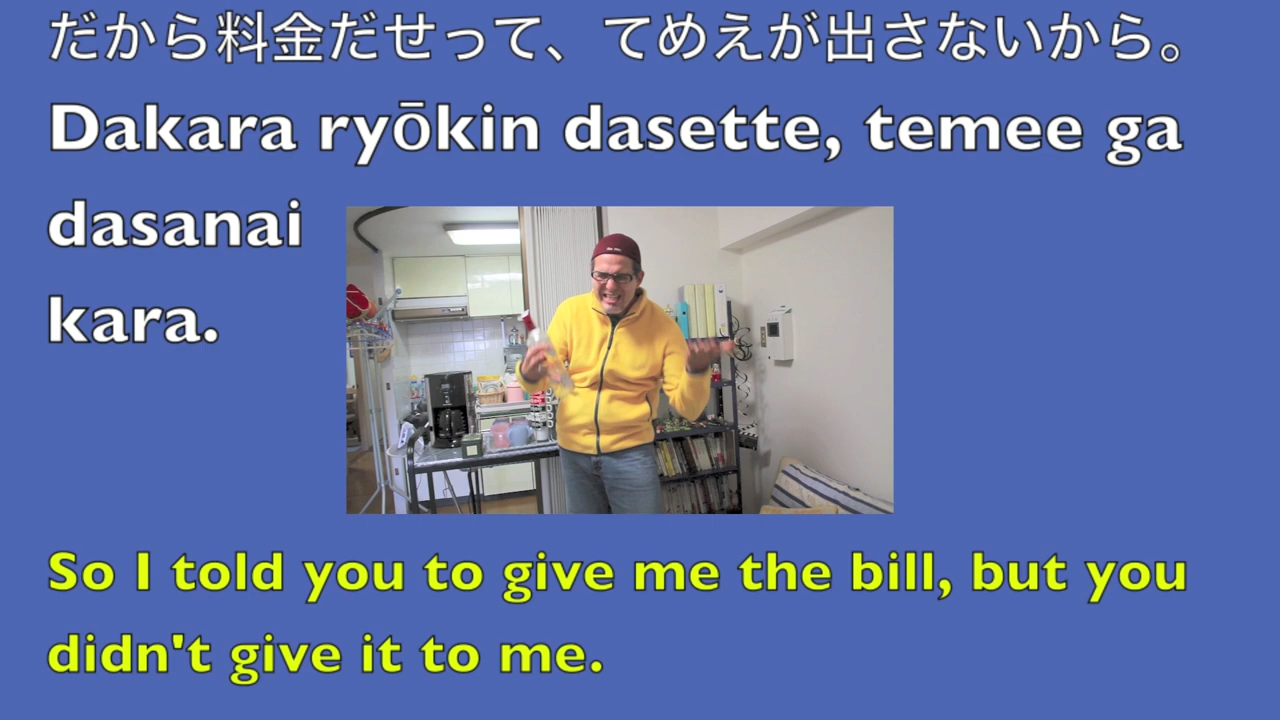 だから料金だせって、てめえが出さないから。
Dakara ryōkin dasette, temee ga
dasanai
kara.
So I told you to give me the bill, but you
didn't give it to me.